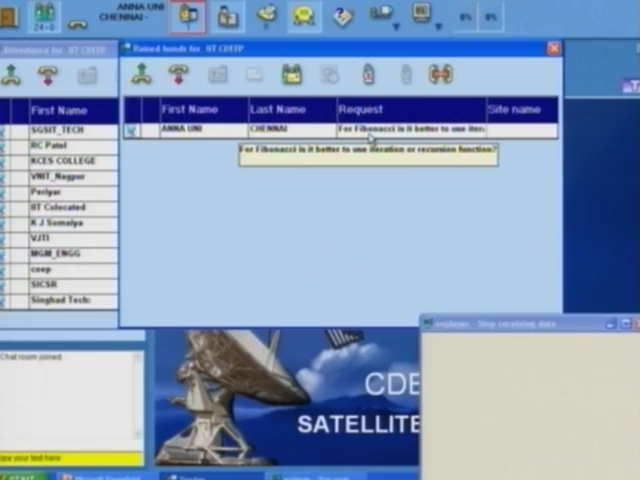 ANNA UNI
CHENNAI -
24-0
0%
0%
Attendance for IIT CDEEP
Raised hands for IIT CDEEP
First Name
First Name
Last Name
Request
Site name
ANNA UNI
CHENNAI
For Fibonacci is it better to use itera
For Fibonacci is it better to use iteration or recursion function?
SGSIT_TECH
RC Patel
KCES COLLEGE
VNIT_Nagpur
Periyar
IIT Colocated
K J Somaiya
VJTI
MGM_ENGG
coep
SICSR
Singhad Tech:
Stop receiving data
Chat room joined.
ype your text here
CDE
SATELLITE
START